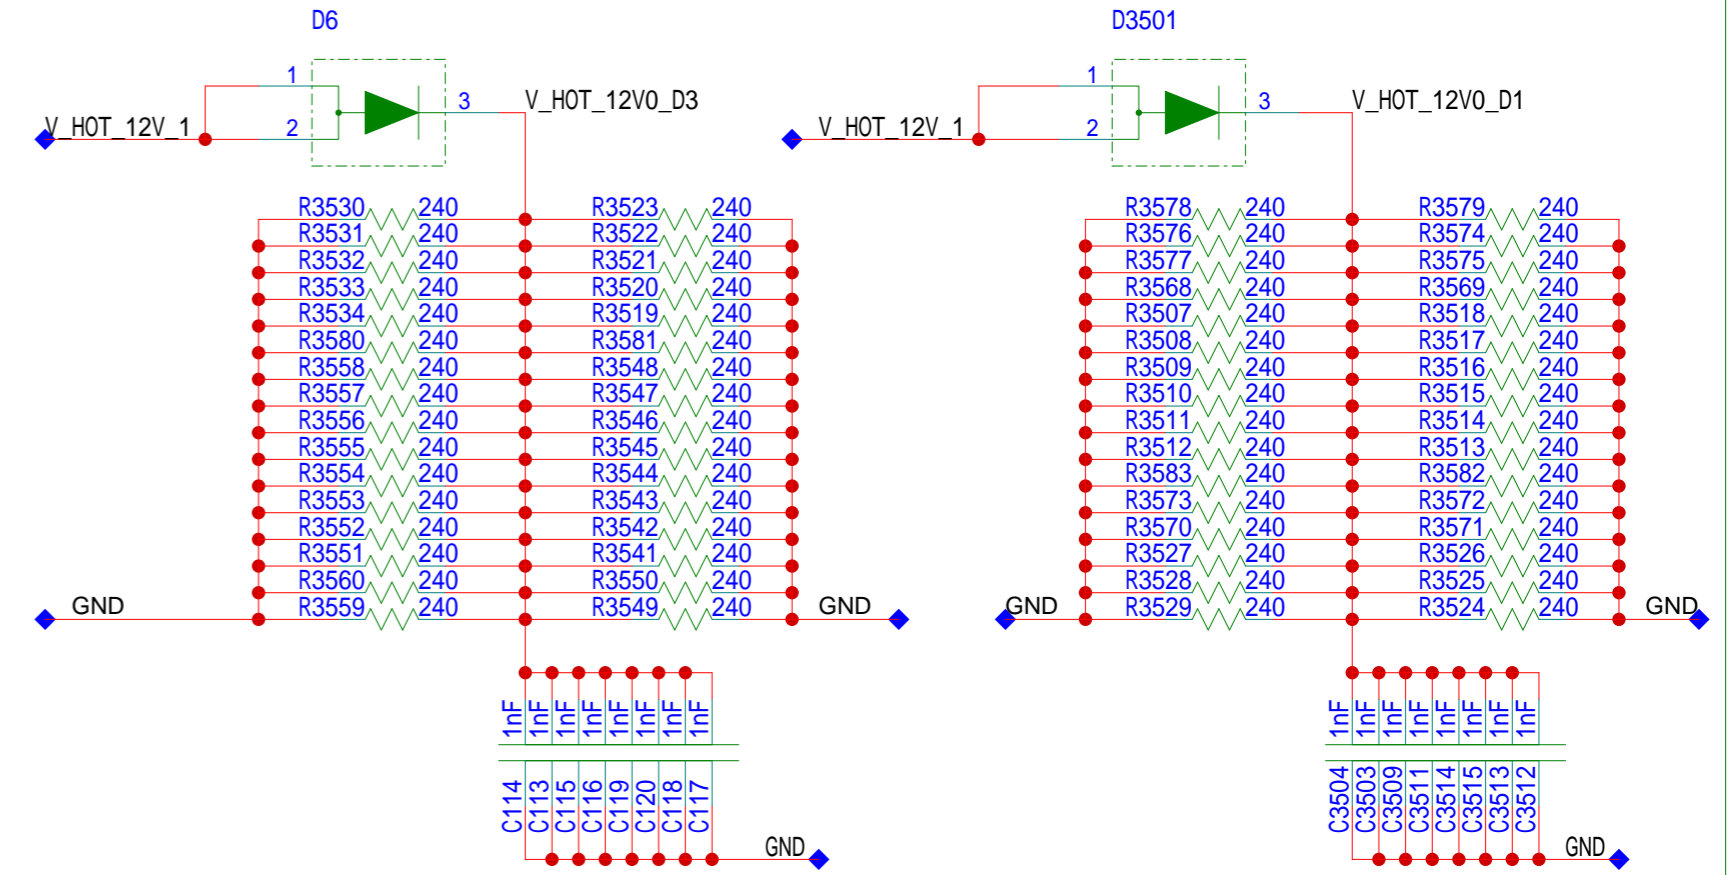 D6 D3501
1 1
V_HOT_12V0_D3 V_HOT_12V0_D1
3 3
V_HOT_12V_1 2 V_HOT_12V_1 2
R3530 240 R3523 240 R3578 240 R3579 240
R3531 240 R3522 240 R3576 240 R3574 240
R3532 240 R3521 240 R3577 240 R3575 240
R3533 240 R3520 240 R3568 240 R3569 240
R3534 240 R3519 240 R3507 240 R3518 240
R3580 240 R3581 240 R3508 240 R3517 240
R3558 240 R3548 240 R3509 240 R3516 240
R3557 240 R3547 240 R3510 240 R3515 240
R3556 240 R3546 240 R3511 240 R3514 240
R3555 240 R3545 240 R3512 240 R3513 240
R3554 240 R3544 240 R3583 240 R3582 240
R3553 240 R3543 240 R3573 240 R3572 240
R3552 240 R3542 240 R3570 240 R3571 240
R3551 240 R3541 240 R3527 240 R3526 240
R3560 240 R3550 240 R3528 240 R3525 240
GND R3559 240 R3549 240 GND GND R3529 240 R3524 240 GND
1nF 1nF 1nF 1nF 1nF 1nF 1nF 1nF 1nF 1nF 1nF 1nF 1nF 1nF 1nF 1nF
C114 C113 C115 C116 C119 C120 C118 C117 C3504 C3503 C3509 C3511 C3514 C3515 C3513 C3512
GND GND